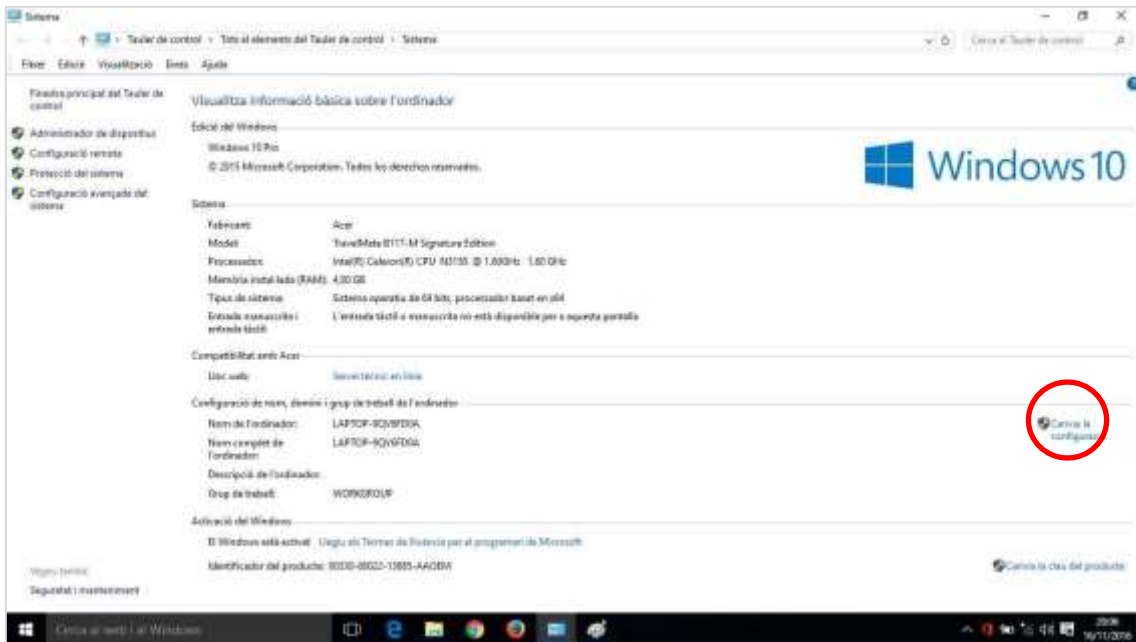 Sistema
Tauler de control › Tots el elements del Tauler de control › Sistema
Cerca al Tauler de control
Fitxer Edició Visualització Eines Ajuda
Finestra principal del Tauler de
control
Administrador de dispositius
Configuració remota
Protecció del sistema
Configuració avançada del
sistema
Visualitza informació bàsica sobre l'ordinador
Edició del Windows
Windows 10 Pro
© 2015 Microsoft Corporation. Todos los derechos reservados.
Windows 10
Sistema
Fabricant: Acer
Model: TravelMate B117-M Signature Edition
Processador: Intel(R) Celeron(R) CPU N3150 @ 1.60GHz 1.60 GHz
Memòria instal·lada (RAM): 4,00 GB
Tipus de sistema: Sistema operatiu de 64 bits, processador basat en x64
Entrada manuscrita i L'entrada tàctil o manuscrita no està disponible per a aquesta pantalla
entrada tàctil:
Compatibilitat amb Acer
Lloc web: Servei tècnic en línia
Configuració de nom, domini i grup de treball de l'ordinador
Nom de l'ordinador:
Canvia la
Nom complet de
l'ordinador:
Descripció de l'ordinador:
Grup de treball: WORKGROUP
Activació del Windows
El Windows està activat Llegiu els Termes de llicència per al programari de Microsoft
Identificador del producte:
Canvia la clau del producte
Vegeu també
Seguretat i manteniment
Cerca al web i al Windows
20:06
16/11/2016